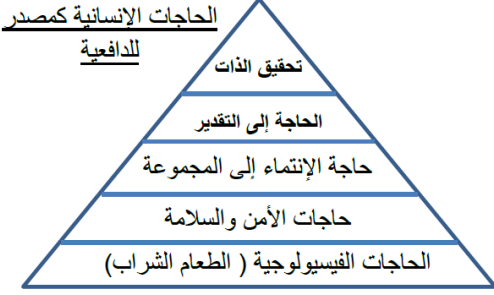 الحاجات الإنسانية كمصدر
للدافعية
تحقيق الذات
الحاجة إلى التقدير
حاجة الإنتماء إلى المجموعة
حاجات الأمن والسلامة
الحاجات الفيسيولوجية ( الطعام الشراب)